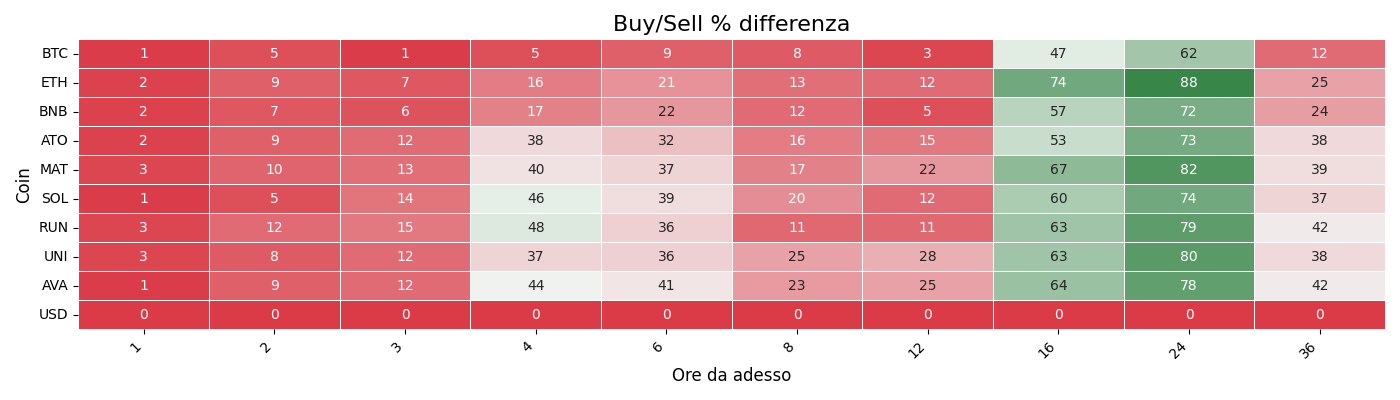 Buy/Sell % differenza
Coin
BTC 1 5 1 5 9 8 3 47 62 12
ETH 2 9 7 16 21 13 12 74 88 25
BNB 2 7 6 17 22 12 5 57 72 24
ATO 2 9 12 38 32 16 15 53 73 38
MAT 3 10 13 40 37 17 22 67 82 39
SOL 1 5 14 46 39 20 12 60 74 37
RUN 3 12 15 48 36 11 11 63 79 42
UNI 3 8 12 37 36 25 28 63 80 38
AVA 1 9 12 44 41 23 25 64 78 42
USD 0 0 0 0 0 0 0 0 0 0
1 2 3 4 6 8 12 16 24 36
Ore da adesso